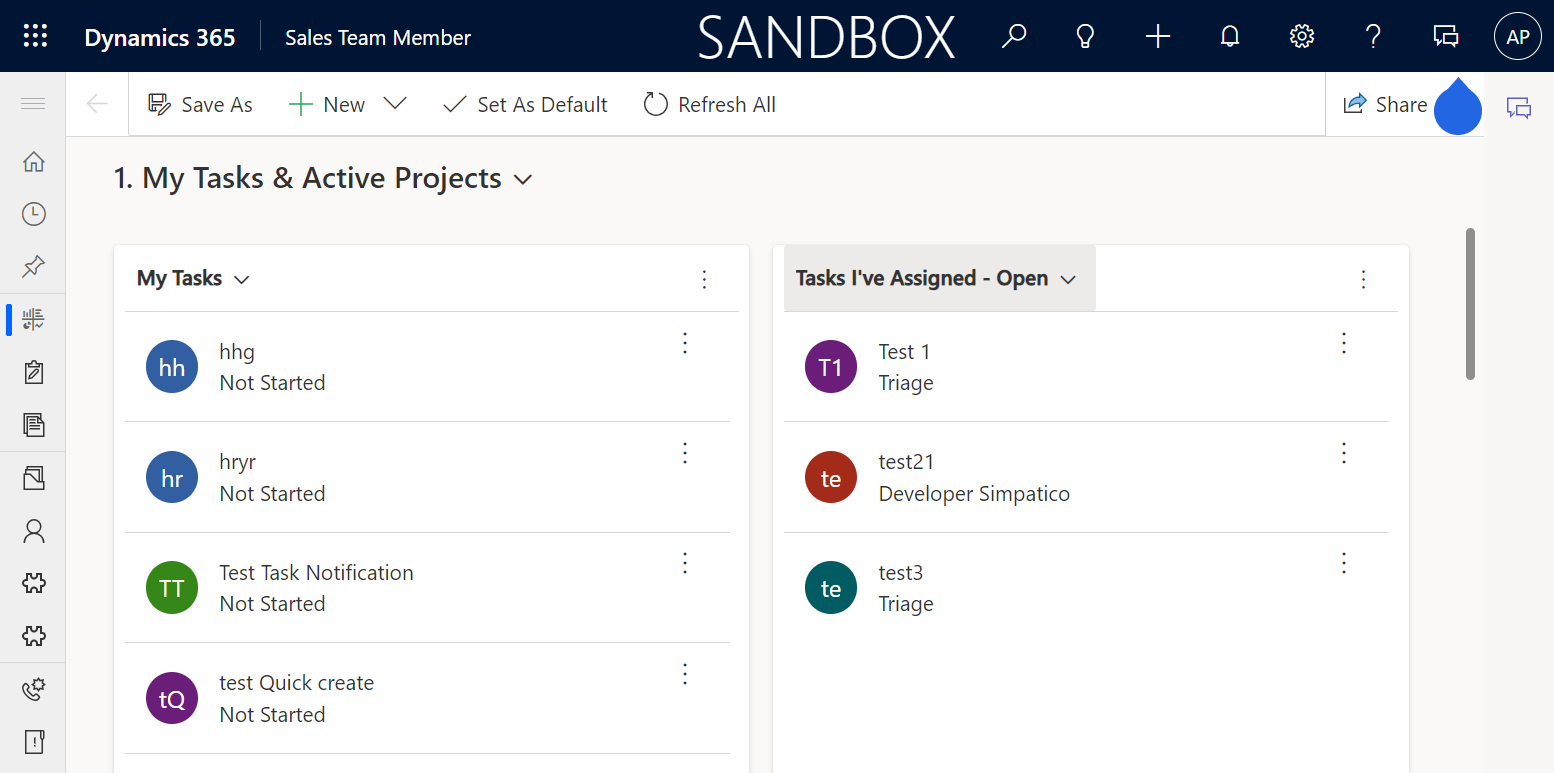 Dynamics 365 Sales Team Member SANDBOX AP
Save As New Set As Default Refresh All Share
1. My Tasks & Active Projects
My Tasks
hh
hhg
Not Started
hr
hryr
Not Started
TT
Test Task Notification
Not Started
tQ
test Quick create
Not Started
Tasks I've Assigned - Open
T1
Test 1
Triage
te
test21
Developer Simpatico
te
test3
Triage